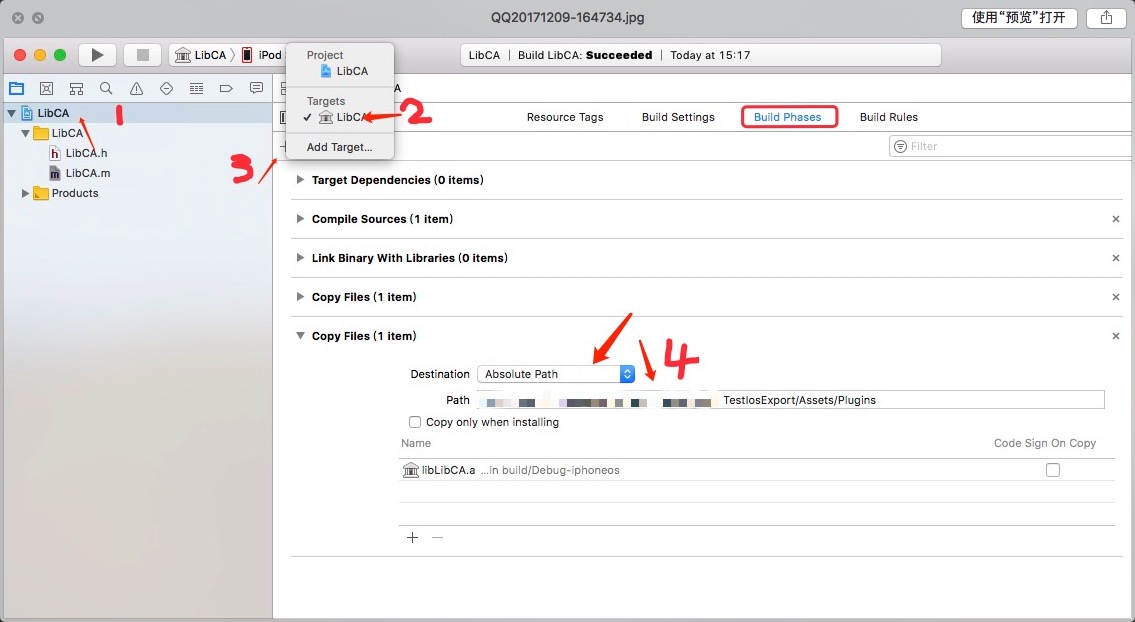 QQ20171209-164734.jpg
使用“预览”打开
LibCA
iPod
LibCA | Build LibCA: Succeeded | Today at 15:17
Project
LibCA
Targets
✓ LibCA
Add Target...
A
2
LibCA
1
LibCA
LibCA.h
LibCA.m
Products
3
Resource Tags
Build Settings
Build Phases
Build Rules
Filter
Target Dependencies (0 items)
Compile Sources (1 item)
Link Binary With Libraries (0 items)
Copy Files (1 item)
Copy Files (1 item)
4
Destination Absolute Path
Path TestIosExport/Assets/Plugins
Copy only when installing
Name Code Sign On Copy
libLibCA.a ...in build/Debug-iphoneos